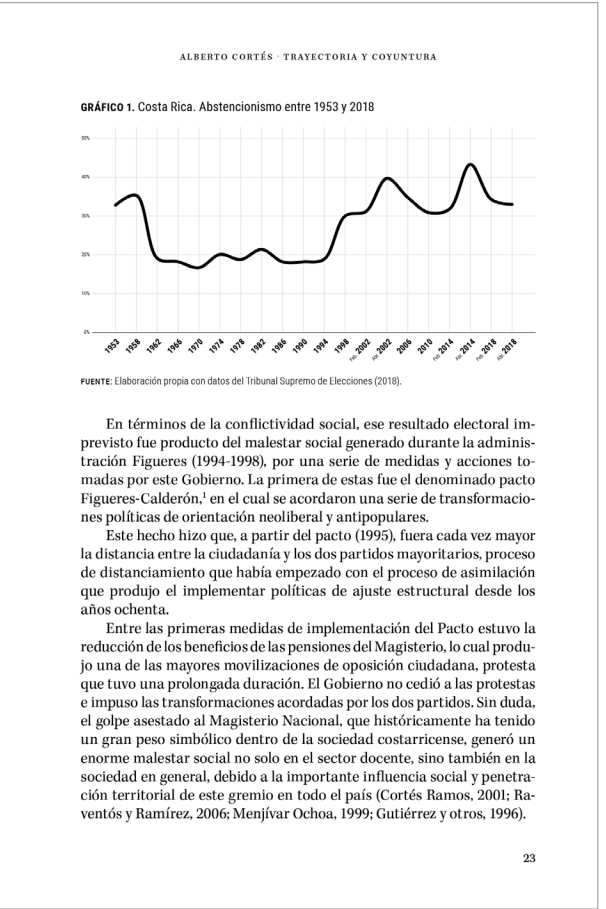 ALBERTO CORTÉS · TRAYECTORIA Y COYUNTURA
GRÁFICO 1. Costa Rica. Abstencionismo entre 1953 y 2018
50%
40%
30%
20%
10%
0%
1953
1958
1962
1966
1970
1974
1978
1982
1986
1990
1994
1998
Feb. 2002
Abr. 2002
2006
2010
Feb. 2014
Abr. 2014
Feb. 2018
Abr. 2018
FUENTE: Elaboración propia con datos del Tribunal Supremo de Elecciones (2018).
En términos de la conflictividad social, ese resultado electoral im-
previsto fue producto del malestar social generado durante la adminis-
tración Figueres (1994-1998), por una serie de medidas y acciones to-
madas por este Gobierno. La primera de estas fue el denominado pacto
Figueres-Calderón,¹ en el cual se acordaron una serie de transformacio-
nes políticas de orientación neoliberal y antipopulares.
Este hecho hizo que, a partir del pacto (1995), fuera cada vez mayor
la distancia entre la ciudadanía y los dos partidos mayoritarios, proceso
de distanciamiento que había empezado con el proceso de asimilación
que produjo el implementar políticas de ajuste estructural desde los
años ochenta.
Entre las primeras medidas de implementación del Pacto estuvo la
reducción de los beneficios de las pensiones del Magisterio, lo cual produ-
jo una de las mayores movilizaciones de oposición ciudadana, protesta
que tuvo una prolongada duración. El Gobierno no cedió a las protestas
e impuso las transformaciones acordadas por los dos partidos. Sin duda,
el golpe asestado al Magisterio Nacional, que históricamente ha tenido
un gran peso simbólico dentro de la sociedad costarricense, generó un
enorme malestar social no solo en el sector docente, sino también en la
sociedad en general, debido a la importante influencia social y penetra-
ción territorial de este gremio en todo el país (Cortés Ramos, 2001; Ra-
ventós y Ramírez, 2006; Menjívar Ochoa, 1999; Gutiérrez y otros, 1996).
23